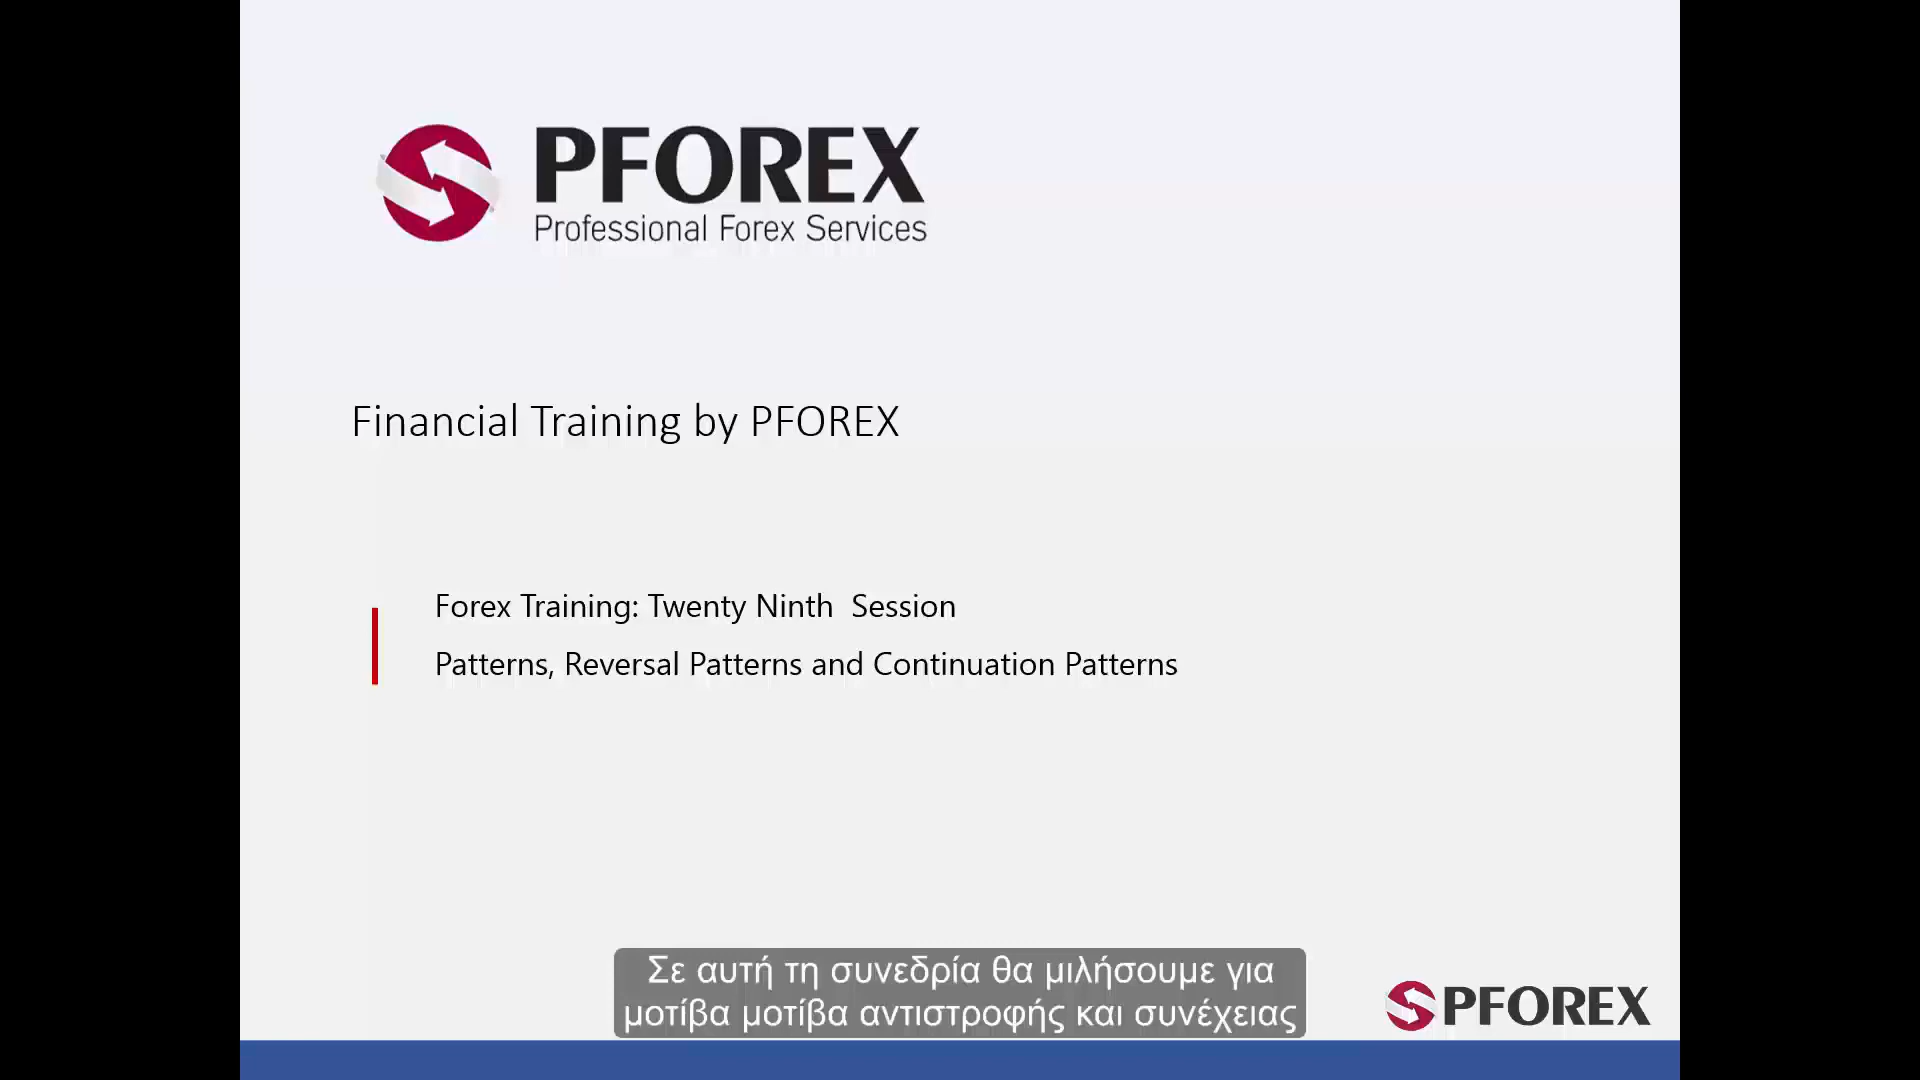 PFOREX
Professional Forex Services
Financial Training by PFOREX
Forex Training: Twenty Ninth Session
Patterns, Reversal Patterns and Continuation Patterns
Σε αυτή τη συνεδρία θα μιλήσουμε για
μοτίβα μοτίβα αντιστροφής και συνέχειας
PFOREX